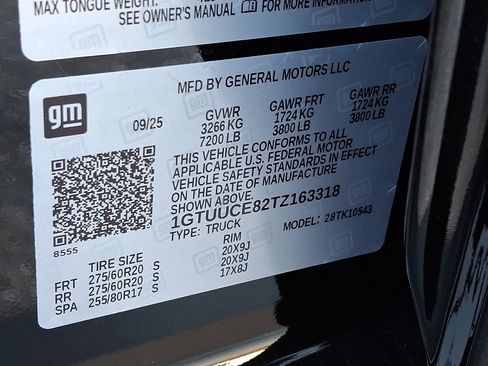 MAX TONGUE WEIGHT:
FOR MORE INFORMATION
SEE OWNER'S MANUAL
gm
MFD BY GENERAL MOTORS LLC
09/25 GVWR GAWR FRT GAWR RR
3266 KG 1724 KG 1724 KG
7200 LB 3800 LB 3800 LB
THIS VEHICLE CONFORMS TO ALL
APPLICABLE U.S. FEDERAL MOTOR
VEHICLE SAFETY STANDARDS IN EFFECT
ON THE DATE OF MANUFACTURE
SHOWN ABOVE.
1GTUUCE82TZ163318
TYPE: TRUCK MODEL: 28TK10543
8555
TIRE SIZE RIM
FRT 275/60R20 S 20X9J
RR 275/60R20 S 20X9J
SPA 255/80R17 S 17X8J